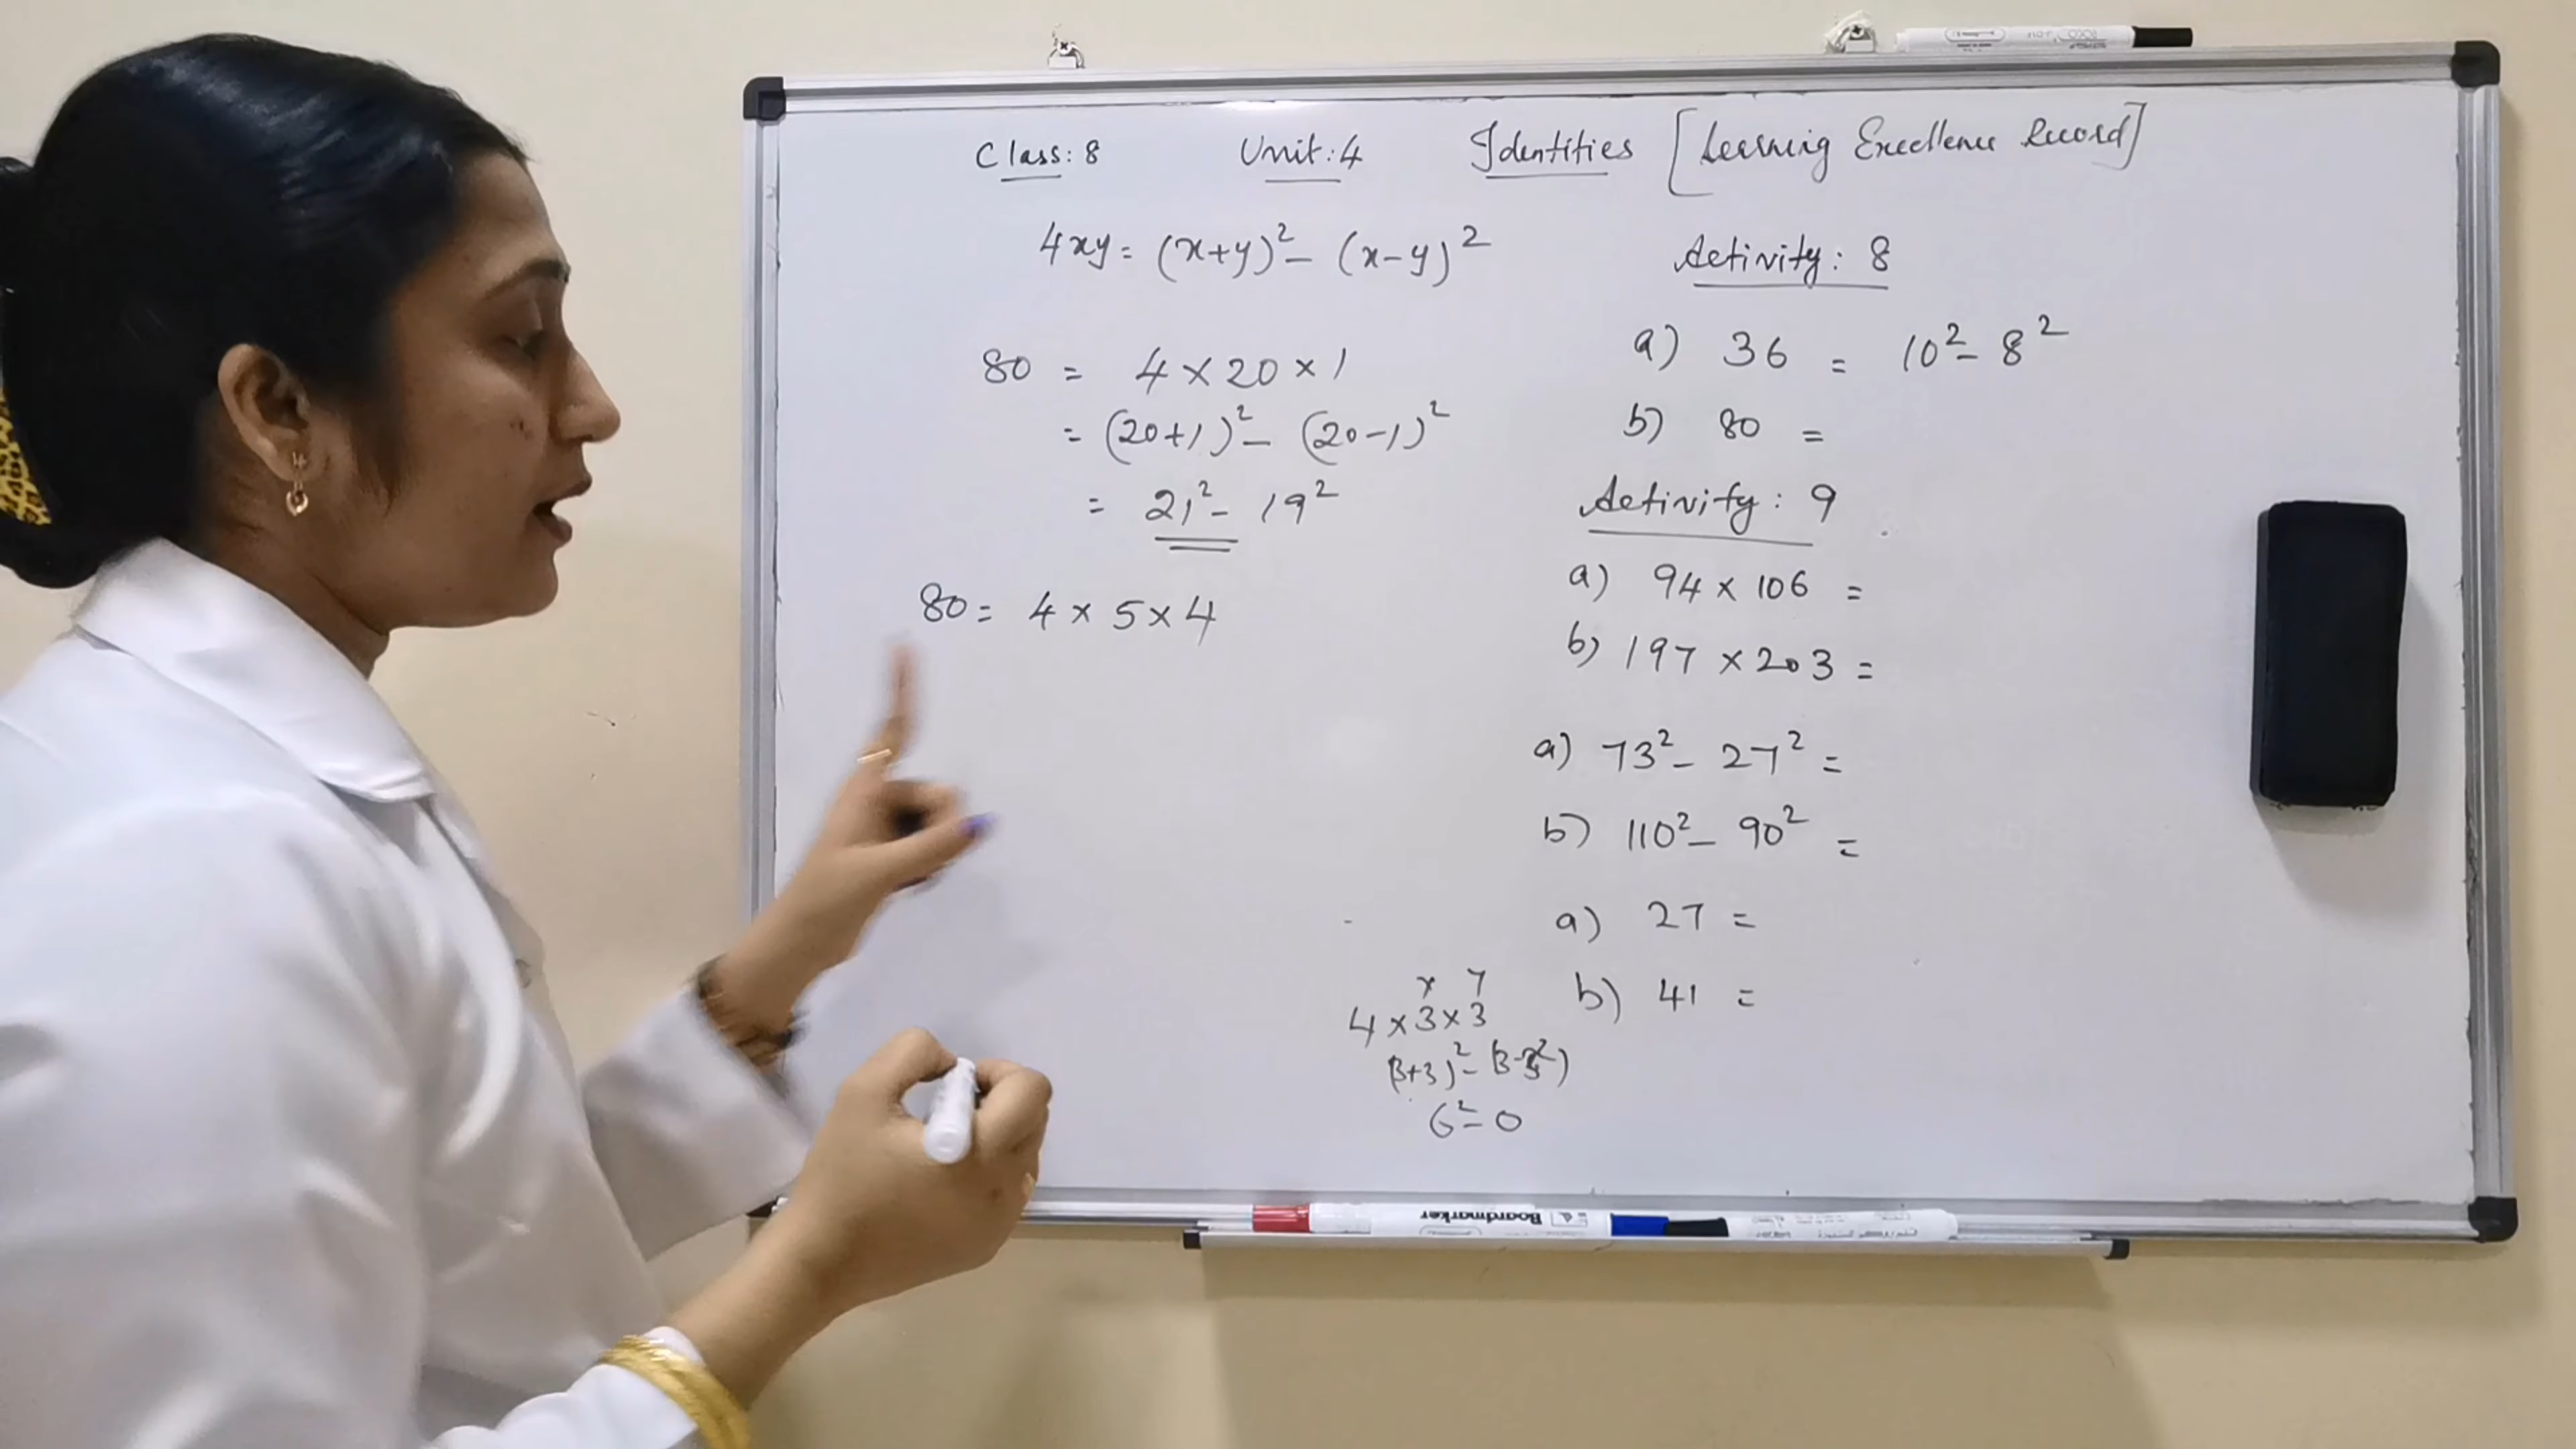 Class: 8 Unit: 4 Identities [Learning Excellence Record]
4xy = (x+y)² - (x-y)²
80 = 4 × 20 × 1
= (20+1)² - (20-1)²
= 21² - 19²
80 = 4 × 5 × 4
Activity: 8
a) 36 = 10² - 8²
b) 80 =
Activity: 9
a) 94 × 106 =
b) 197 × 203 =
a) 73² - 27² =
b) 110² - 90² =
a) 27 =
b) 41 =
x y
4 × 3 × 3
(3+3)² - (3-3²)
6² - 0
Boardmarker